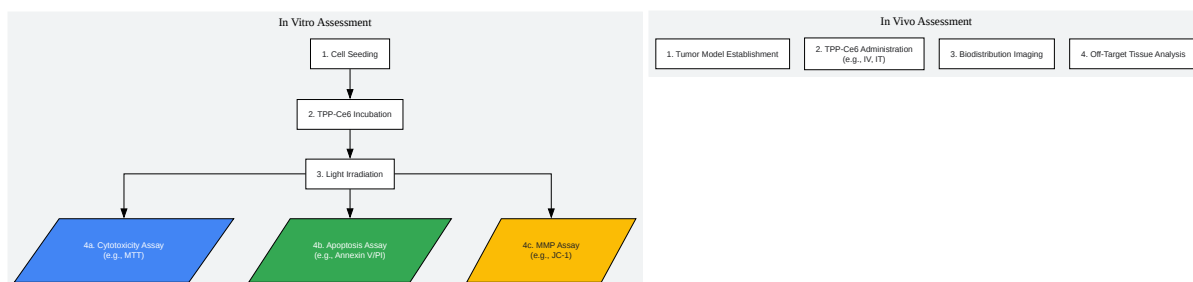 In Vitro Assessment
1. Cell Seeding
2. TPP-Ce6 Incubation
3. Light Irradiation
4a. Cytotoxicity Assay
(e.g., MTT)
4b. Apoptosis Assay
(e.g., Annexin V/PI)
4c. MMP Assay
(e.g., JC-1)
In Vivo Assessment
1. Tumor Model Establishment
2. TPP-Ce6 Administration
(e.g., IV, IT)
3. Biodistribution Imaging
4. Off-Target Tissue Analysis